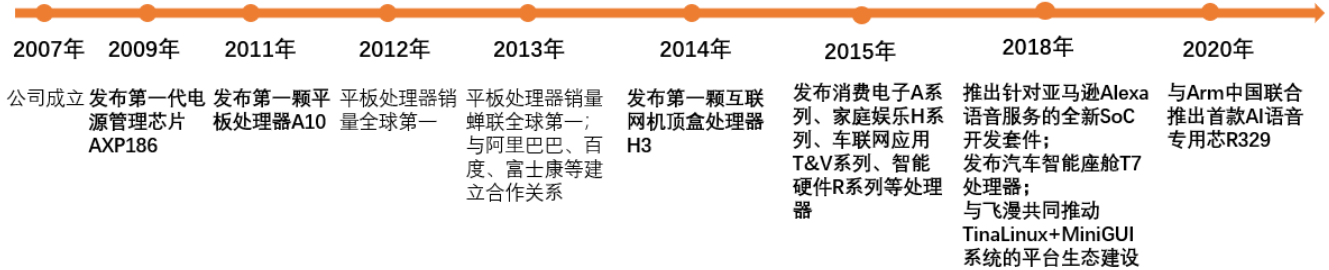 2007年
公司成立
2009年
发布第一代电
源管理芯片
AXP186
2011年
发布第一颗平
板处理器A10
2012年
平板处理器销
量全球第一
2013年
平板处理器销量
蝉联全球第一；
与阿里巴巴、百
度、富士康等建
立合作关系
2014年
发布第一颗互联
网机顶盒处理器
H3
2015年
发布消费电子A系
列、家庭娱乐H系
列、车联网应用
T&V系列、智能
硬件R系列等处理
器
2018年
推出针对亚马逊Alexa
语音服务的全新SoC
开发套件；
发布汽车智能座舱T7
处理器；
与飞漫共同推动
TinaLinux+MiniGUI
系统的平台生态建设
2020年
与Arm中国联合
推出首款AI语音
专用芯R329